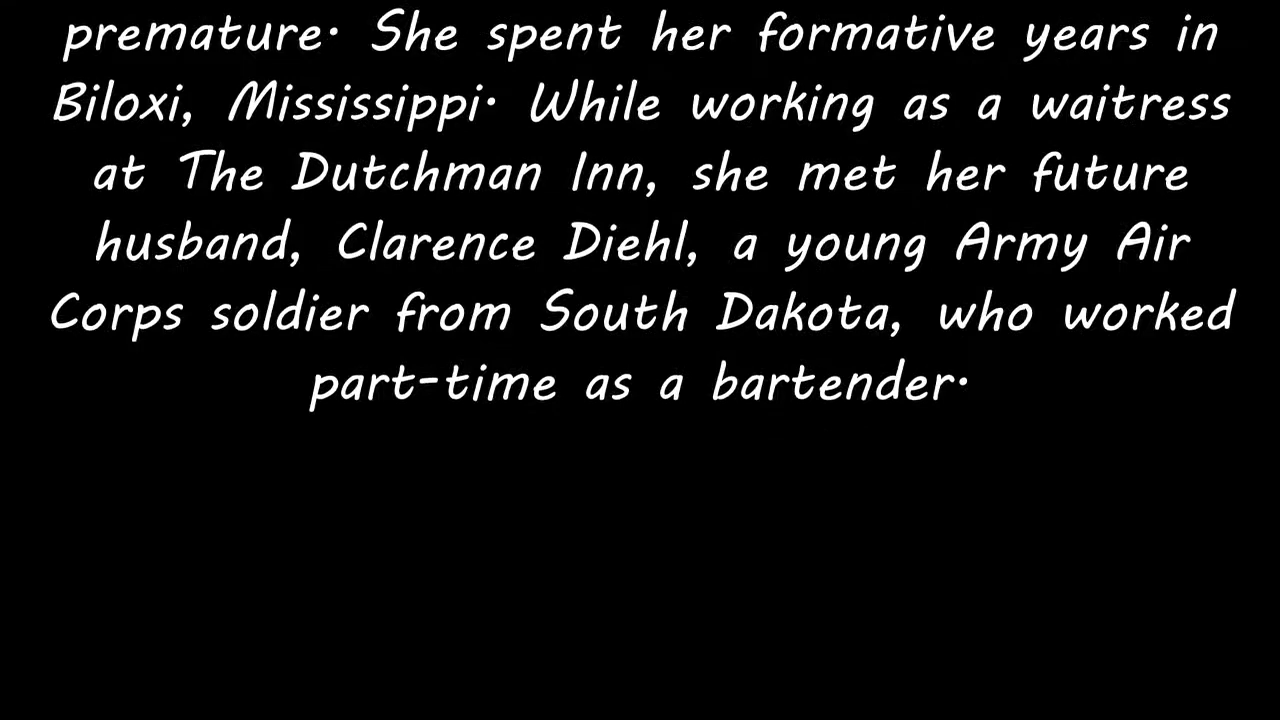 premature. She spent her formative years in
Biloxi, Mississippi. While working as a waitress
at The Dutchman Inn, she met her future
husband, Clarence Diehl, a young Army Air
Corps soldier from South Dakota, who worked
part-time as a bartender.